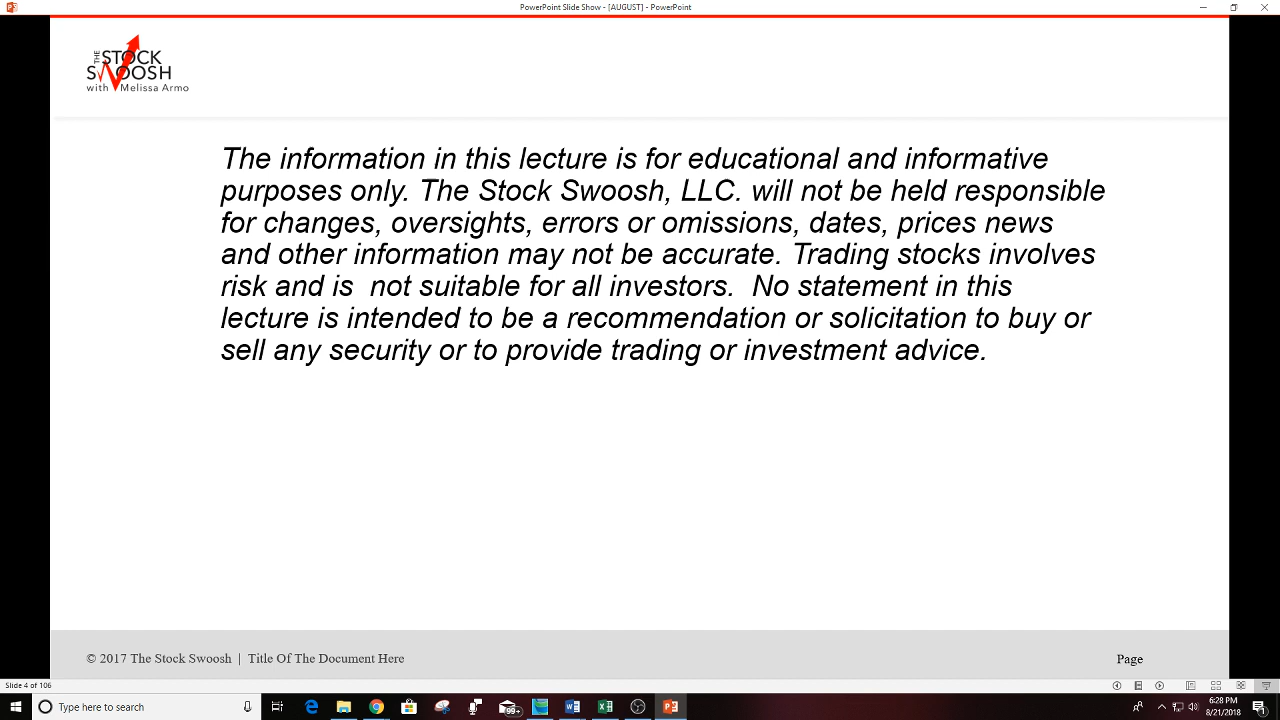 PowerPoint Slide Show - [AUGUST] - PowerPoint
THE STOCK
SWOOSH
with Melissa Armo
The information in this lecture is for educational and informative
purposes only. The Stock Swoosh, LLC. will not be held responsible
for changes, oversights, errors or omissions, dates, prices news
and other information may not be accurate. Trading stocks involves
risk and is  not suitable for all investors.  No statement in this
lecture is intended to be a recommendation or solicitation to buy or
sell any security or to provide trading or investment advice.
© 2017 The Stock Swoosh | Title Of The Document Here
Page
Slide 4 of 106
Type here to search
99+
6:28 PM
8/21/2018